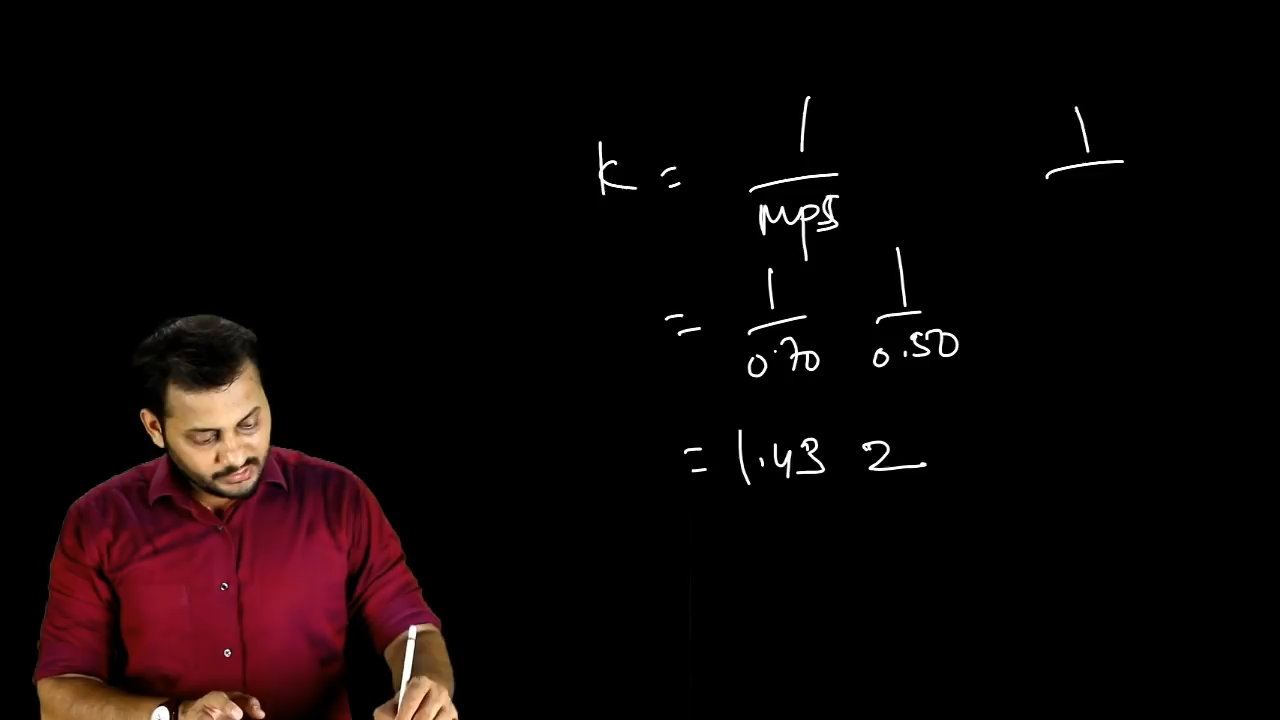 K = 1/MPS 1
= 1/0.70 1/0.50
= 1.43 2